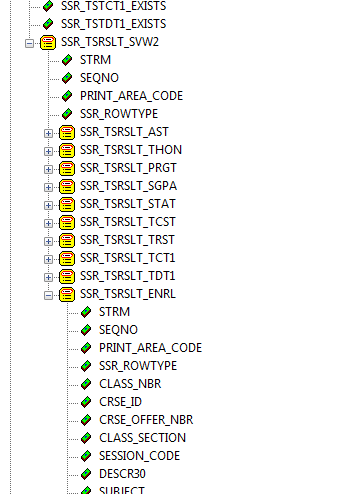 SSR_TSTCT1_EXISTS
SSR_TSTDT1_EXISTS
SSR_TSRSLT_SVW2
STRM
SEQNO
PRINT_AREA_CODE
SSR_ROWTYPE
SSR_TSRSLT_AST
SSR_TSRSLT_THON
SSR_TSRSLT_PRGT
SSR_TSRSLT_SGPA
SSR_TSRSLT_STAT
SSR_TSRSLT_TCST
SSR_TSRSLT_TRST
SSR_TSRSLT_TCT1
SSR_TSRSLT_TDT1
SSR_TSRSLT_ENRL
STRM
SEQNO
PRINT_AREA_CODE
SSR_ROWTYPE
CLASS_NBR
CRSE_ID
CRSE_OFFER_NBR
CLASS_SECTION
SESSION_CODE
DESCR30
SUBJECT